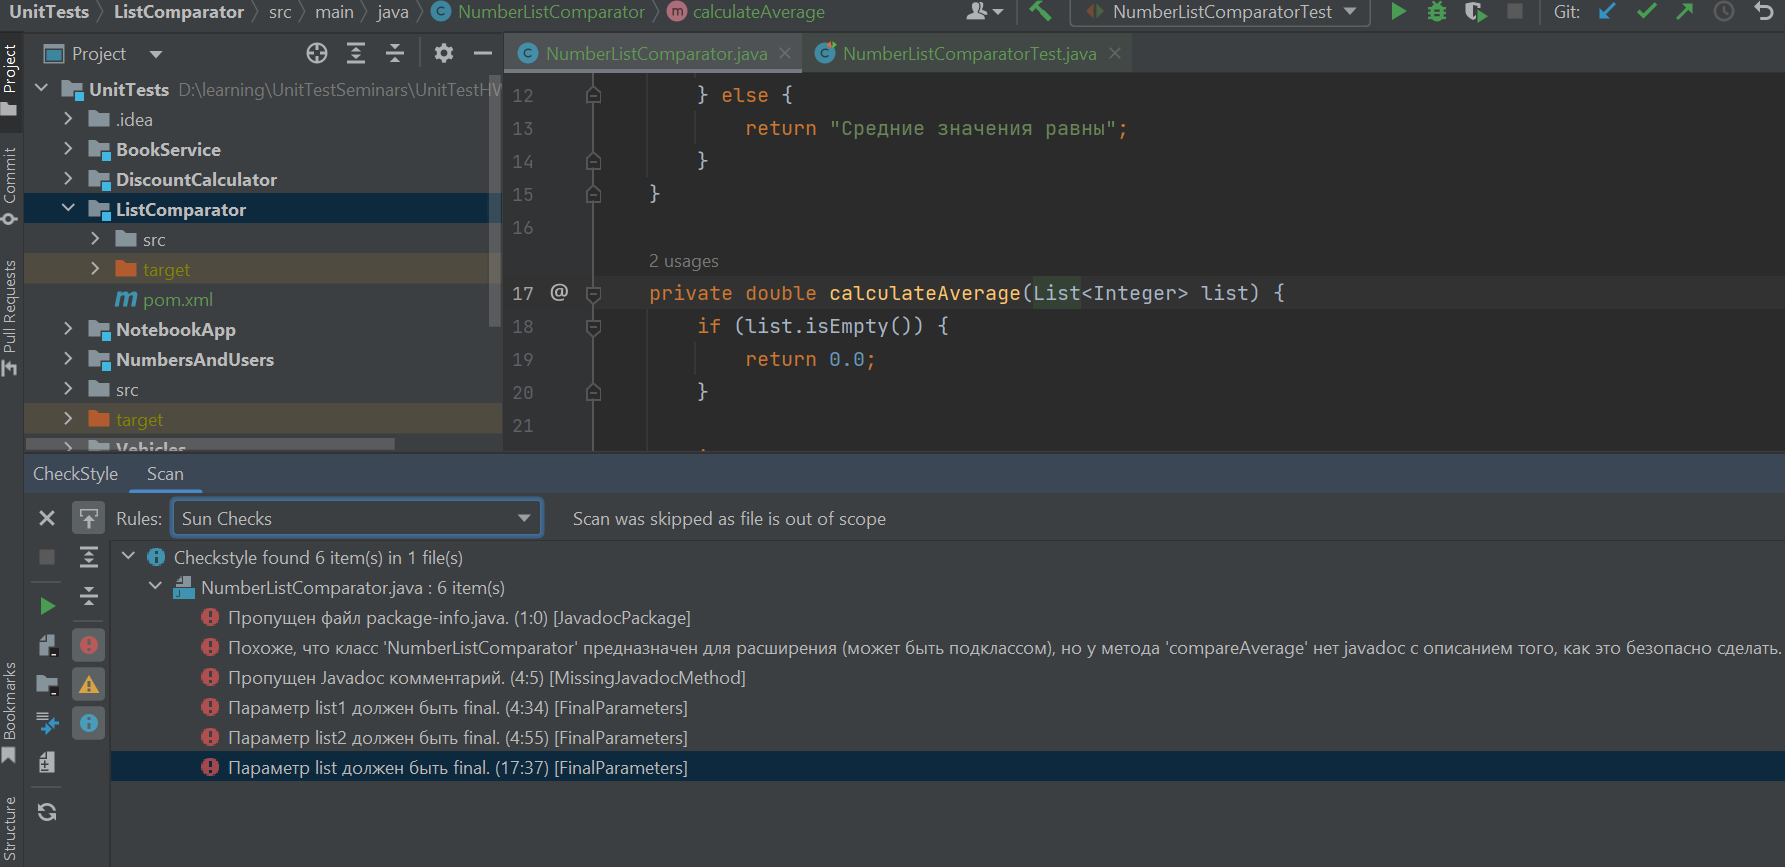 UnitTests ListComparator src main java NumberListComparator calculateAverage NumberListComparatorTest Git:
Project
NumberListComparator.java NumberListComparatorTest.java
Project
Commit
Pull Requests
Bookmarks
Structure
UnitTests D:\learning\UnitTestSeminars\UnitTestHW
.idea
BookService
DiscountCalculator
ListComparator
src
target
pom.xml
NotebookApp
NumbersAndUsers
src
target
Vehicles
12 } else {
13 return "Средние значения равны";
14 }
15 }
16
2 usages
17 @ private double calculateAverage(List<Integer> list) {
18 if (list.isEmpty()) {
19 return 0.0;
20 }
21
CheckStyle Scan
Rules: Sun Checks Scan was skipped as file is out of scope
Checkstyle found 6 item(s) in 1 file(s)
NumberListComparator.java : 6 item(s)
Пропущен файл package-info.java. (1:0) [JavadocPackage]
Похоже, что класс 'NumberListComparator' предназначен для расширения (может быть подклассом), но у метода 'compareAverage' нет javadoc с описанием того, как это безопасно сделать.
Пропущен Javadoc комментарий. (4:5) [MissingJavadocMethod]
Параметр list1 должен быть final. (4:34) [FinalParameters]
Параметр list2 должен быть final. (4:55) [FinalParameters]
Параметр list должен быть final. (17:37) [FinalParameters]